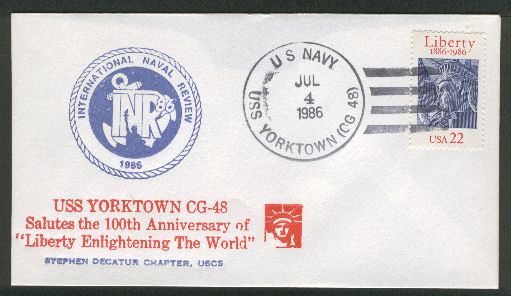 INTERNATIONAL NAVAL REVIEW
INR 86
1986
U S NAVY
JUL
4
1986
USS YORKTOWN (CG 48)
Liberty
1886-1986
USA 22
USS YORKTOWN CG-48
Salutes the 100th Anniversary of
"Liberty Enlightening The World"
STEPHEN DECATUR CHAPTER, USCS